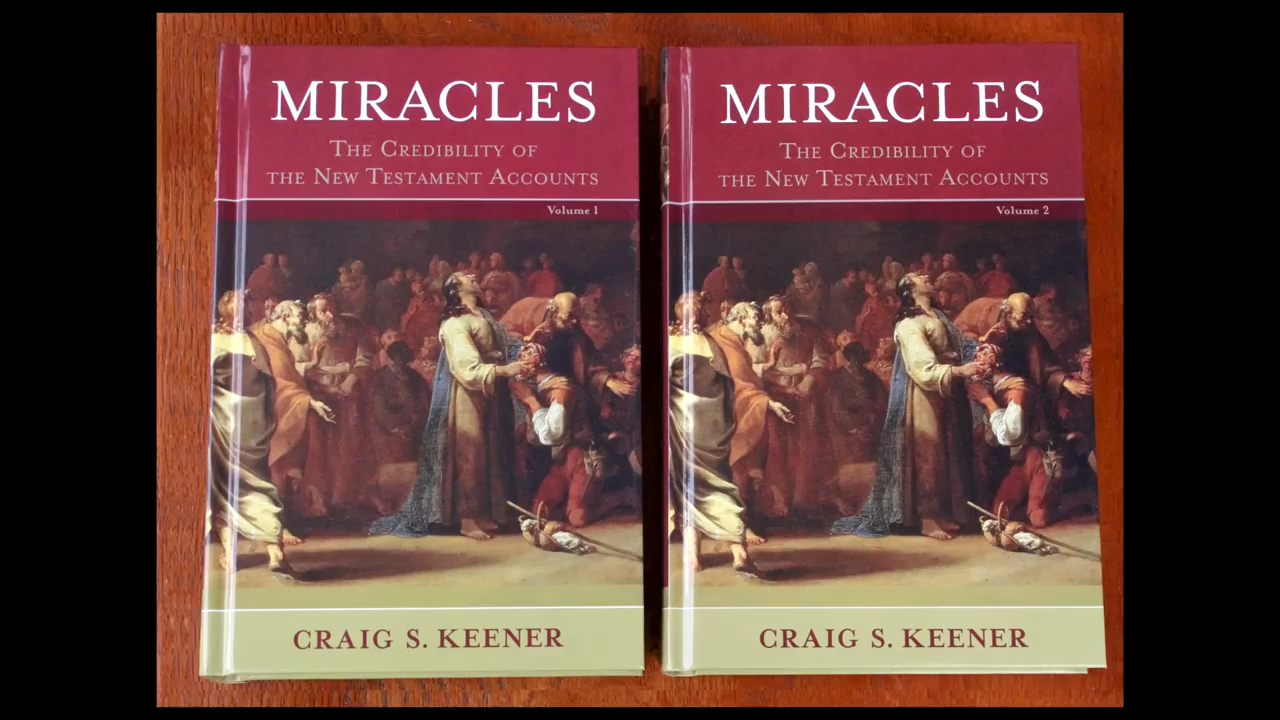 MIRACLES
THE CREDIBILITY OF
THE NEW TESTAMENT ACCOUNTS
Volume 1
CRAIG S. KEENER
MIRACLES
THE CREDIBILITY OF
THE NEW TESTAMENT ACCOUNTS
Volume 2
CRAIG S. KEENER